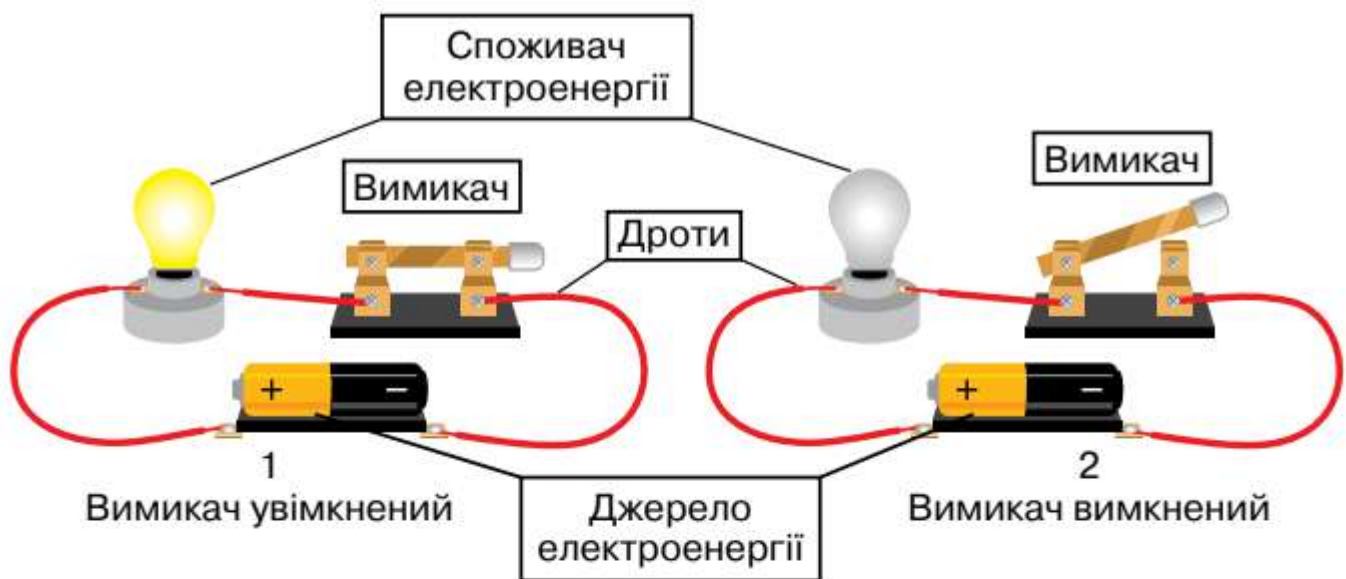 Споживач
електроенергії
Вимикач
Вимикач
Дроти
+ −
+ −
1
Вимикач увімкнений
2
Вимикач вимкнений
Джерело
електроенергії